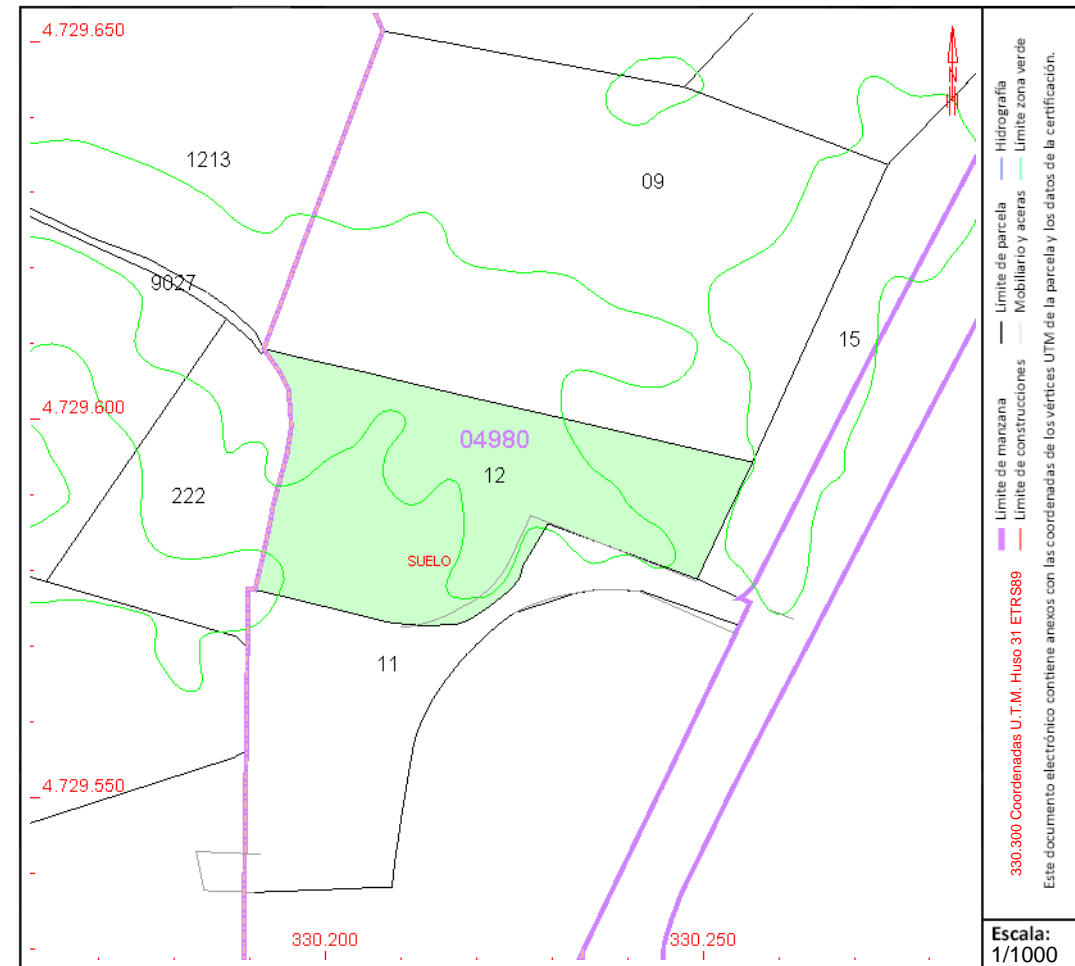 4.729.650
1213
09
9027
15
4.729.600
04980
12
222
SUELO
11
4.729.550
330.200
330.250
N
Límite de manzana
Límite de parcela
Hidrografía
Límite de construcciones
Mobiliario y aceras
Límite zona verde
330.300 Coordenadas U.T.M. Huso 31 ETRS89
Este documento electrónico contiene anexos con las coordenadas de los vértices UTM de la parcela y los datos de la certificación.
Escala:
1/1000